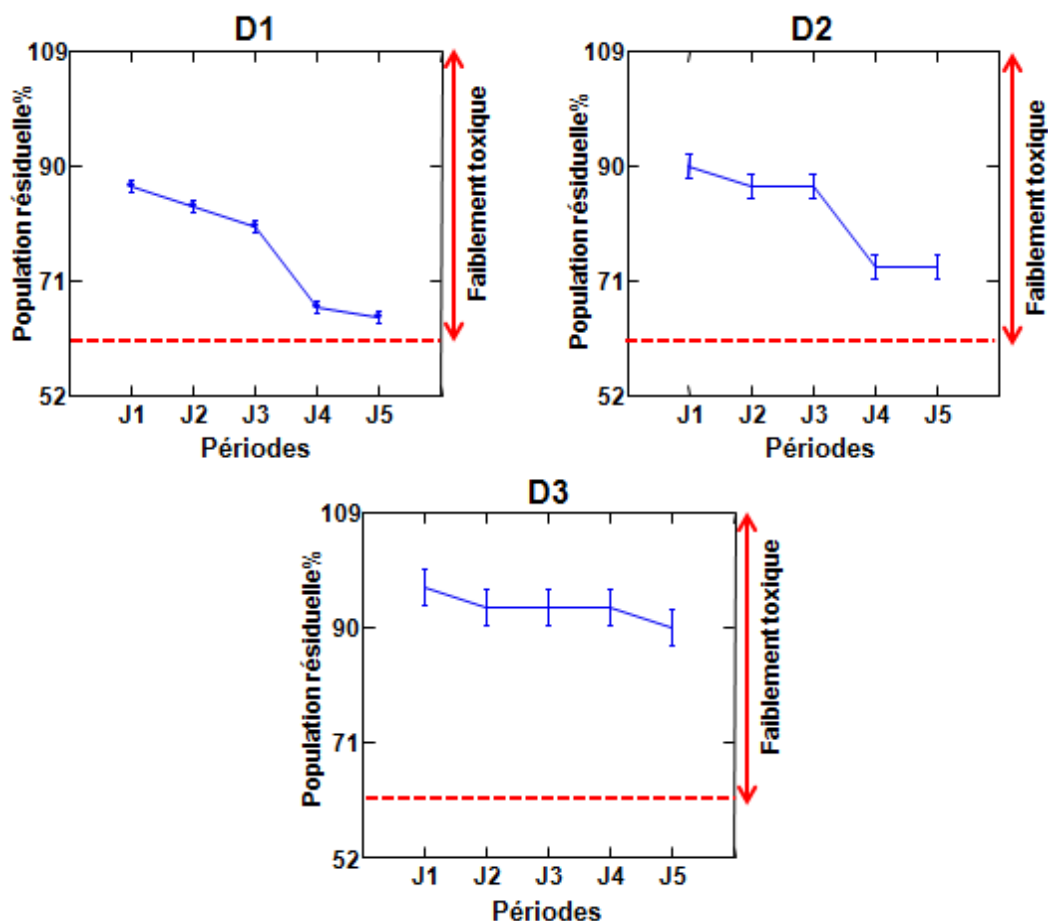 D1
109
90
71
52
Population résiduelle%
J1 J2 J3 J4 J5
Périodes
Faiblement toxique
D2
109
90
71
52
Population résiduelle%
J1 J2 J3 J4 J5
Périodes
Faiblement toxique
D3
109
90
71
52
Population résiduelle%
J1 J2 J3 J4 J5
Périodes
Faiblement toxique